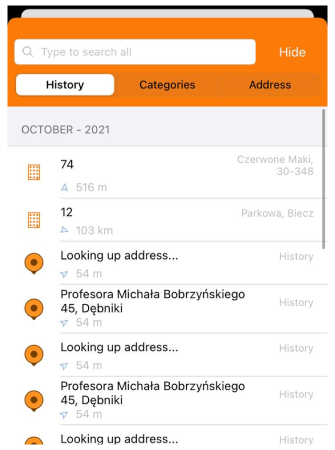 Type to search all
Hide
History
Categories
Address
OCTOBER - 2021
74
Czerwone Maki,
30-348
516 m
12
Parkowa, Biecz
103 km
Looking up address...
History
54 m
Profesora Michała Bobrzyńskiego
45, Dębniki
History
54 m
Looking up address...
History
54 m
Profesora Michała Bobrzyńskiego
45, Dębniki
History
54 m
Looking up address...
History